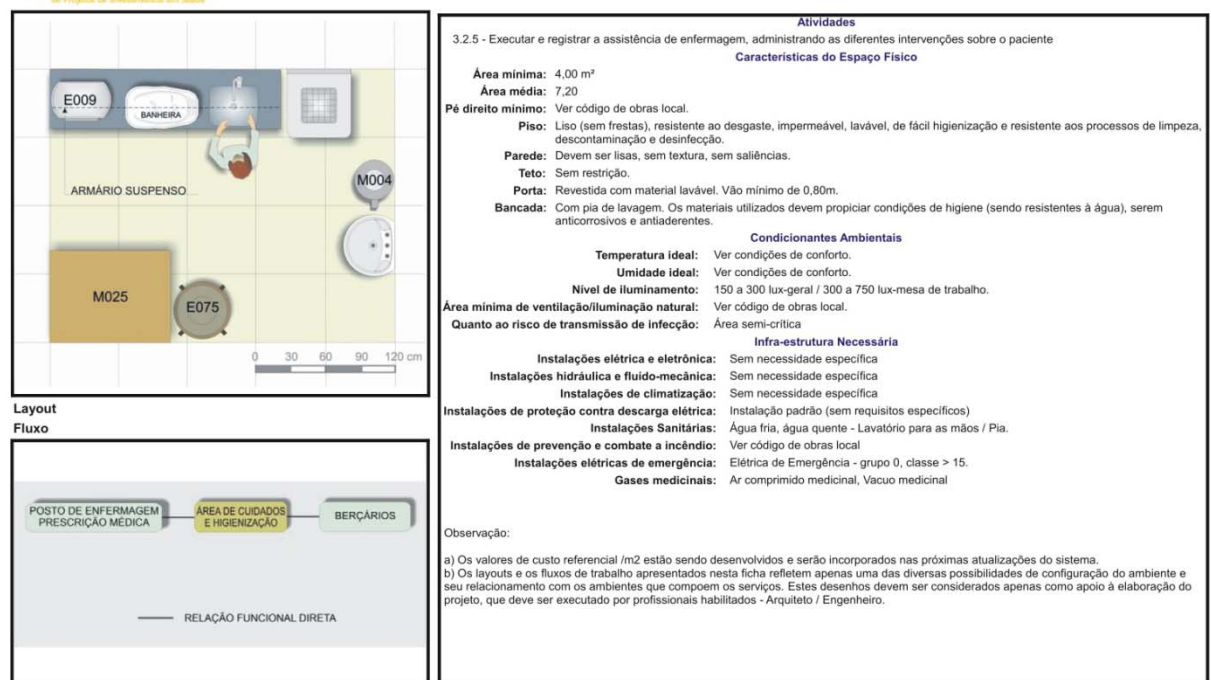 de Projetos de Investimentos em Saúde
E009
BANHEIRA
ARMÁRIO SUSPENSO
M004
M025
E075
0 30 60 90 120 cm
Layout
Fluxo
POSTO DE ENFERMAGEM
PRESCRIÇÃO MÉDICA
ÁREA DE CUIDADOS
E HIGIENIZAÇÃO
BERÇÁRIOS
RELAÇÃO FUNCIONAL DIRETA
Atividades
3.2.5 - Executar e registrar a assistência de enfermagem, administrando as diferentes intervenções sobre o paciente
Características do Espaço Físico
Área mínima: 4,00 m²
Área média: 7,20
Pé direito mínimo: Ver código de obras local.
Piso: Liso (sem frestas), resistente ao desgaste, impermeável, lavável, de fácil higienização e resistente aos processos de limpeza,
descontaminação e desinfecção.
Parede: Devem ser lisas, sem textura, sem saliências.
Teto: Sem restrição.
Porta: Revestida com material lavável. Vão mínimo de 0,80m.
Bancada: Com pia de lavagem. Os materiais utilizados devem propiciar condições de higiene (sendo resistentes à água), serem
anticorrosivos e antiaderentes.
Condicionantes Ambientais
Temperatura ideal: Ver condições de conforto.
Umidade ideal: Ver condições de conforto.
Nível de iluminamento: 150 a 300 lux-geral / 300 a 750 lux-mesa de trabalho.
Área mínima de ventilação/iluminação natural: Ver código de obras local.
Quanto ao risco de transmissão de infecção: Área semi-crítica
Infra-estrutura Necessária
Instalações elétrica e eletrônica: Sem necessidade específica
Instalações hidráulica e fluído-mecânica: Sem necessidade específica
Instalações de climatização: Sem necessidade específica
Instalações de proteção contra descarga elétrica: Instalação padrão (sem requisitos específicos)
Instalações Sanitárias: Água fria, água quente - Lavatório para as mãos / Pia.
Instalações de prevenção e combate a incêndio: Ver código de obras local
Instalações elétricas de emergência: Elétrica de Emergência - grupo 0, classe > 15.
Gases medicinais: Ar comprimido medicinal, Vacuo medicinal
Observação:
a) Os valores de custo referencial /m2 estão sendo desenvolvidos e serão incorporados nas próximas atualizações do sistema.
b) Os layouts e os fluxos de trabalho apresentados nesta ficha refletem apenas uma das diversas possibilidades de configuração do ambiente e
seu relacionamento com os ambientes que compoem os serviços. Estes desenhos devem ser considerados apenas como apoio à elaboração do
projeto, que deve ser executado por profissionais habilitados - Arquiteto / Engenheiro.